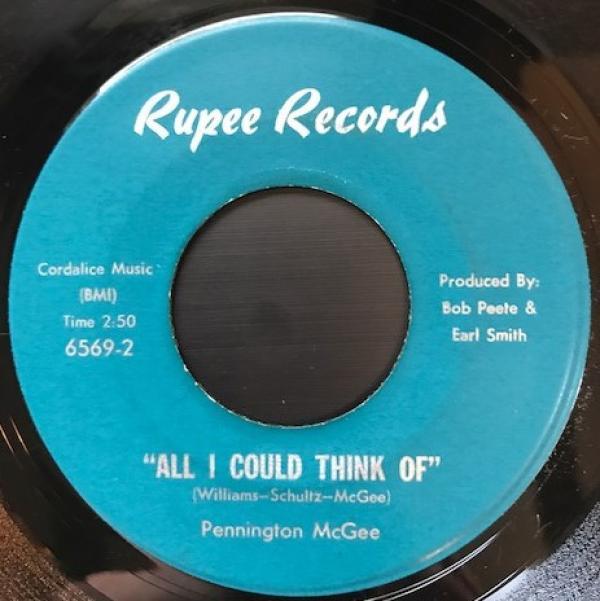 Rupee Records
Cordalice Music
(BMI)
Time 2:50
6569-2
Produced By:
Bob Peete &
Earl Smith
"ALL I COULD THINK OF"
(Williams—Schultz—McGee)
Pennington McGee